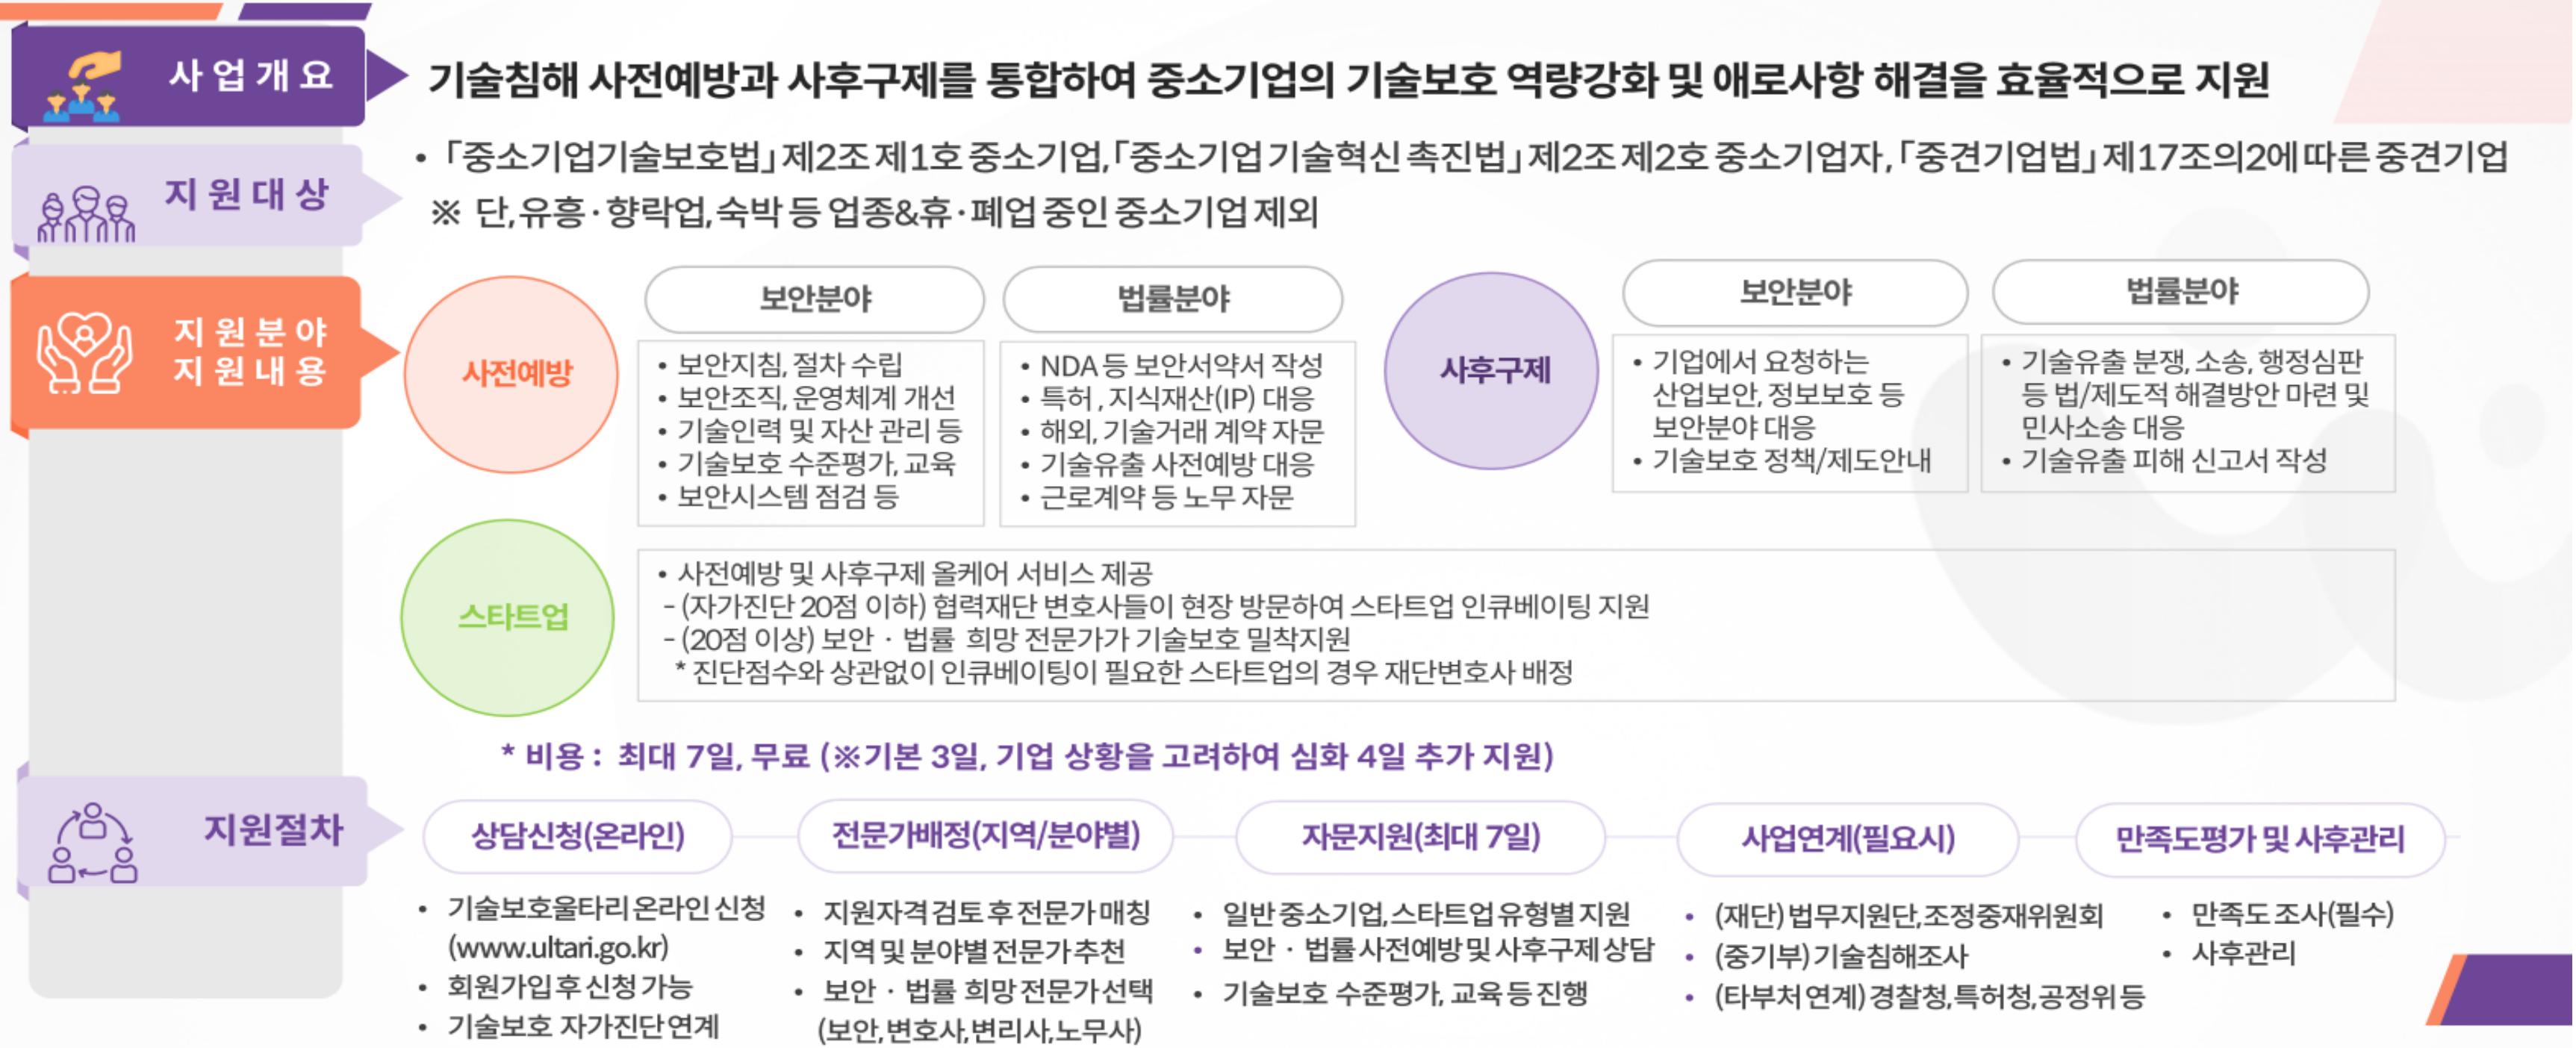 사업개요
기술침해 사전예방과 사후구제를 통합하여 중소기업의 기술보호 역량강화 및 애로사항 해결을 효율적으로 지원
지원대상
• 「중소기업기술보호법」 제2조 제1호 중소기업, 「중소기업 기술혁신 촉진법」 제2조 제2호 중소기업자, 「중견기업법」 제17조의2에 따른 중견기업
※ 단, 유흥·향락업, 숙박 등 업종&휴·폐업 중인 중소기업 제외
지원분야
지원내용
사전예방
보안분야
• 보안지침, 절차 수립
• 보안조직, 운영체계 개선
• 기술인력 및 자산 관리 등
• 기술보호 수준평가, 교육
• 보안시스템 점검 등
법률분야
• NDA 등 보안서약서 작성
• 특허, 지식재산(IP) 대응
• 해외, 기술거래 계약 자문
• 기술유출 사전예방 대응
• 근로계약 등 노무 자문
사후구제
보안분야
• 기업에서 요청하는
산업보안, 정보보호 등
보안분야 대응
• 기술보호 정책/제도안내
법률분야
• 기술유출 분쟁, 소송, 행정심판
등 법/제도적 해결방안 마련 및
민사소송 대응
• 기술유출 피해 신고서 작성
스타트업
• 사전예방 및 사후구제 올케어 서비스 제공
- (자가진단 20점 이하) 협력재단 변호사들이 현장 방문하여 스타트업 인큐베이팅 지원
- (20점 이상) 보안 · 법률 희망 전문가가 기술보호 밀착지원
* 진단점수와 상관없이 인큐베이팅이 필요한 스타트업의 경우 재단변호사 배정
* 비용 : 최대 7일, 무료 (※기본 3일, 기업 상황을 고려하여 심화 4일 추가 지원)
지원절차
상담신청(온라인)
• 기술보호울타리 온라인 신청
(www.ultari.go.kr)
• 회원가입 후 신청 가능
• 기술보호 자가진단 연계
전문가배정(지역/분야별)
• 지원자격 검토 후 전문가 매칭
• 지역 및 분야별 전문가 추천
• 보안 · 법률 희망 전문가 선택
(보안, 변호사, 변리사, 노무사)
자문지원(최대 7일)
• 일반 중소기업, 스타트업 유형별 지원
• 보안 · 법률 사전예방 및 사후구제 상담
• 기술보호 수준평가, 교육 등 진행
사업연계(필요시)
• (재단) 법무지원단, 조정중재위원회
• (중기부) 기술침해조사
• (타부처 연계) 경찰청, 특허청, 공정위 등
만족도평가 및 사후관리
• 만족도 조사(필수)
• 사후관리